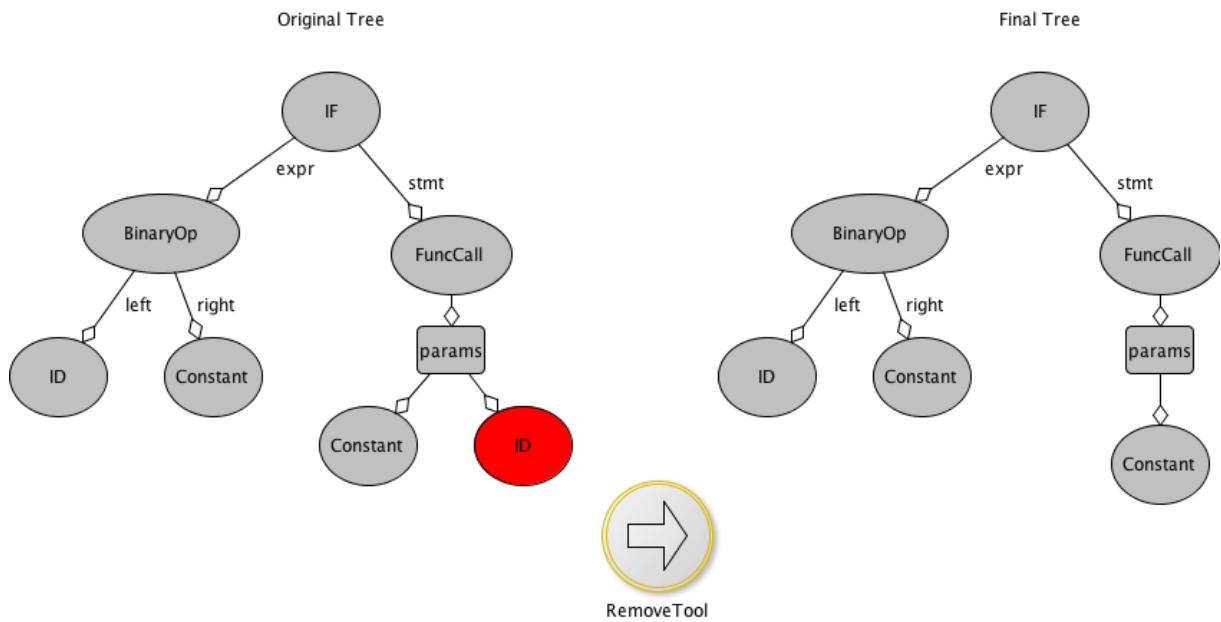 Original Tree
Final Tree
IF
IF
expr
stmt
expr
stmt
BinaryOp
FuncCall
BinaryOp
FuncCall
left
right
left
right
params
params
ID
Constant
ID
Constant
Constant
ID
Constant
RemoveTool